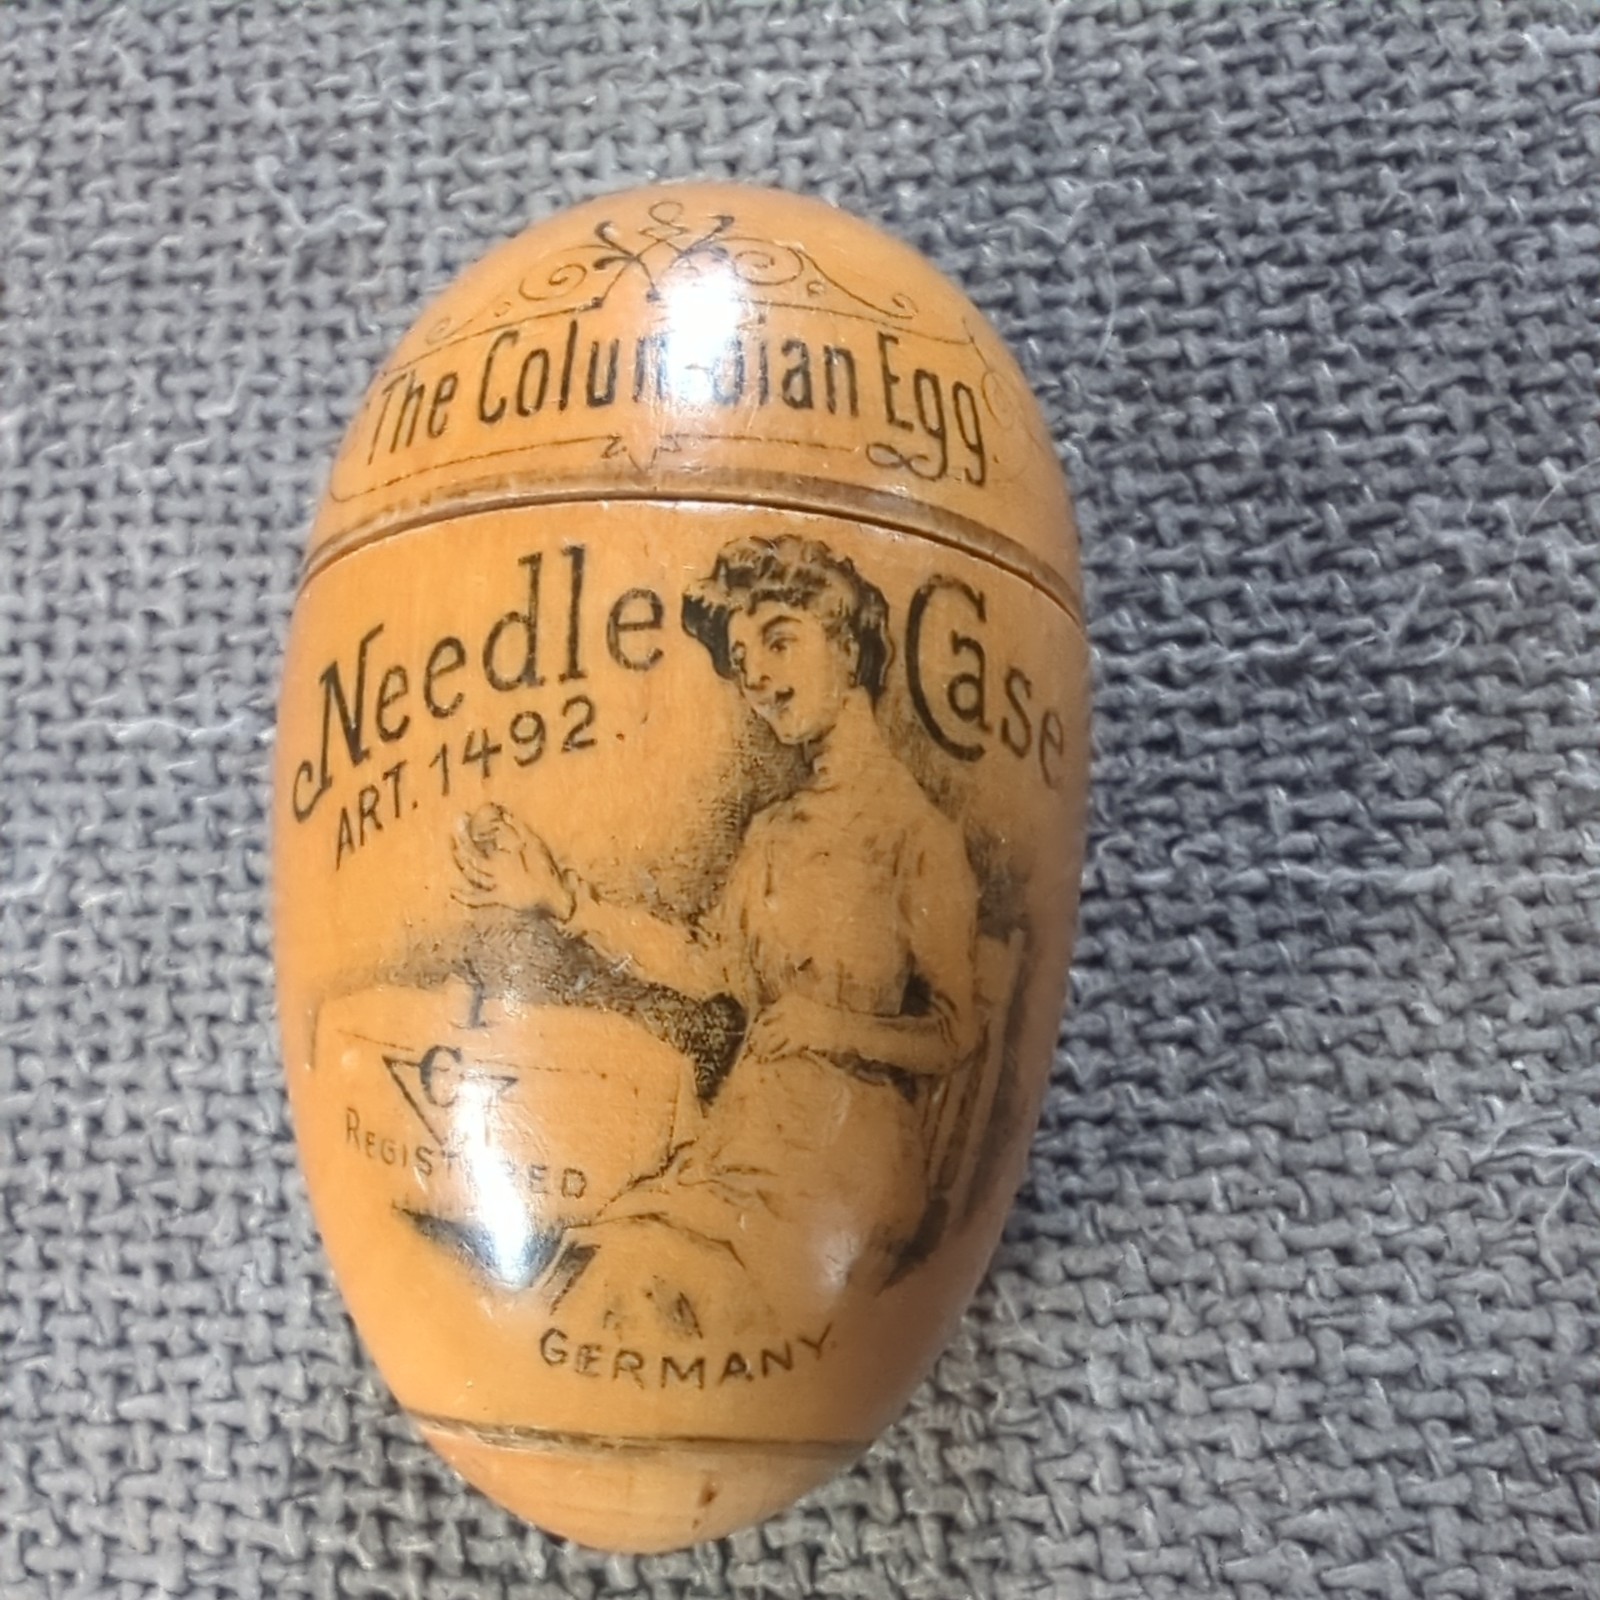 The Columbian Egg.
Needle Case
ART. 1492.
REGISTERED
GERMANY.